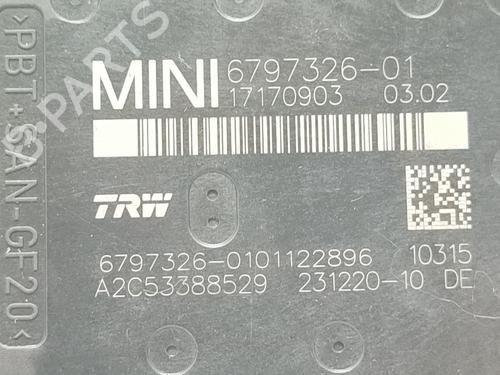 >PBT+SAN-GF20<
MINI 6797326-01
17170903 03.02
TRW
6797326-0101122896 10315
A2C53388529 231220-10 DE